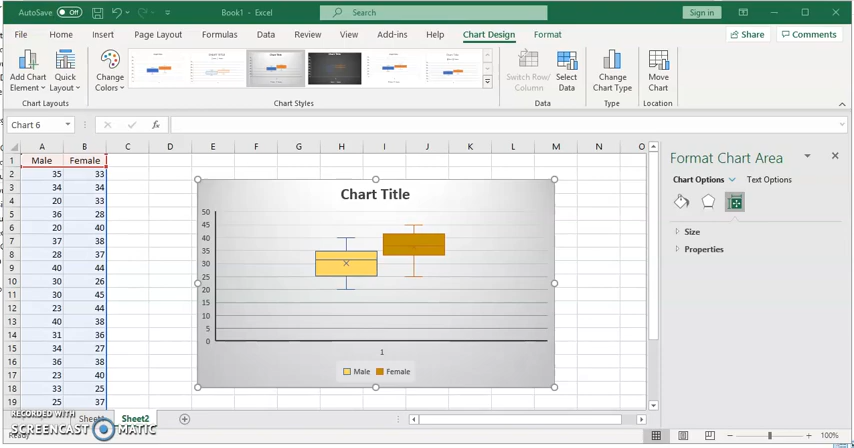 AutoSave Off Book1 - Excel Search Sign in
File Home Insert Page Layout Formulas Data Review View Add-ins Help Chart Design Format Share Comments
Add Chart Element Quick Layout Change Colors Switch Row/Column Select Data Change Chart Type Move Chart
Chart Layouts Chart Styles Data Type Location
Chart 6 fx
A B C D E F G H I J K L M N O
1 Male Female
2 35 33
3 34 34
4 20 33
5 36 28
6 20 40
7 37 38
8 28 37
9 40 44
10 30 26
11 30 45
12 23 44
13 40 38
14 31 36
15 34 27
16 36 38
17 23 40
18 33 25
19 25 37
Chart Title
50
45
40
35
30
25
20
15
10
5
0
1
Male Female
Format Chart Area
Chart Options Text Options
Size
Properties
RECORDED WITH
SCREENCAST MATIC
Sheet1 Sheet2
Ready 100%